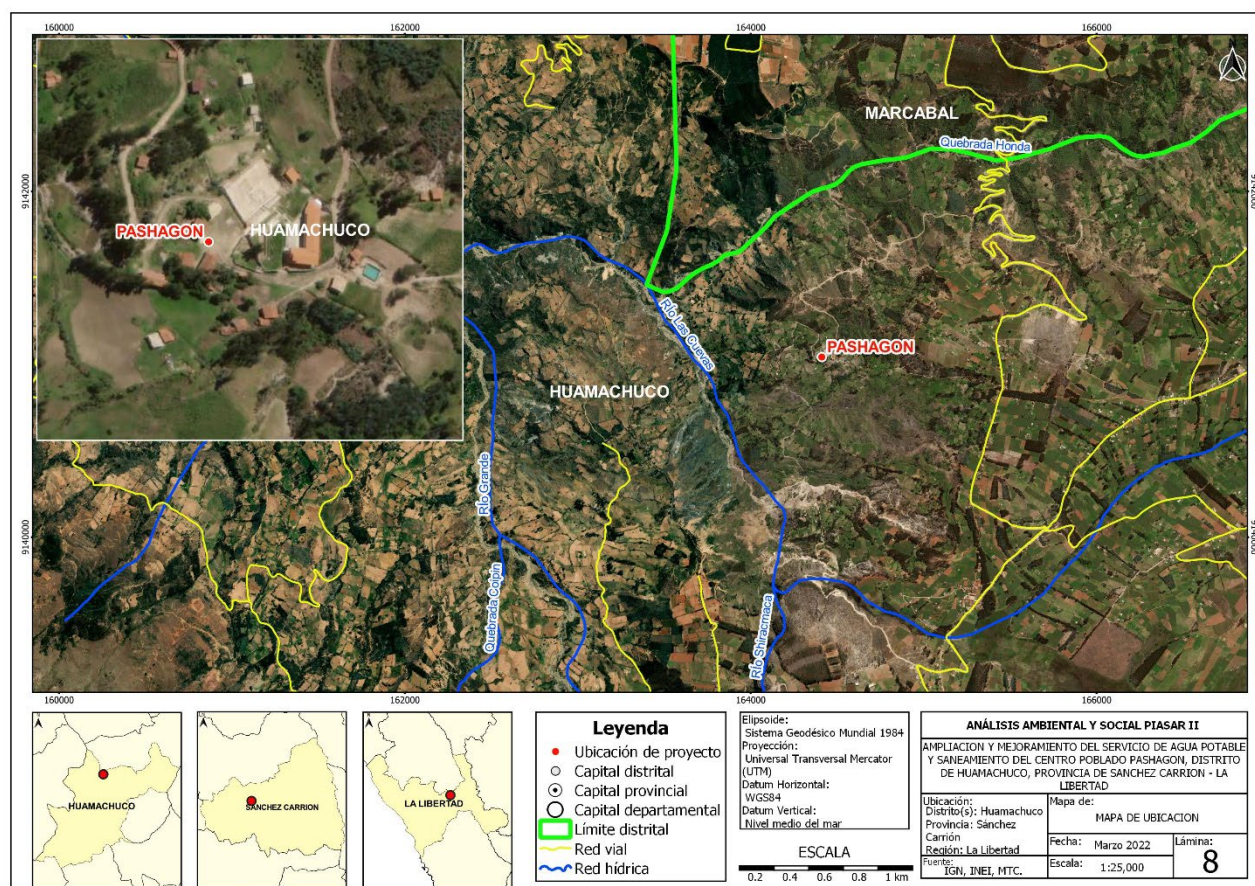 160000
162000
164000
166000
9142000
9142000
9140000
9140000
PASHAGON
HUAMACHUCO
MARCABAL
Quebrada Honda
Río Las Cuevas
PASHAGON
HUAMACHUCO
Río Grande
Quebrada Colpin
Río Shiracmaca
160000
162000
164000
166000
HUAMACHUCO
SANCHEZ CARRION
LA LIBERTAD
Leyenda
Ubicación de proyecto
Capital distrital
Capital provincial
Capital departamental
Límite distrital
Red vial
Red hídrica
Elipsoide:
Sistema Geodésico Mundial 1984
Proyección:
Universal Transversal Mercator
(UTM)
Datum Horizontal:
WGS84
Datum Vertical:
Nivel medio del mar
ESCALA
0.2 0.4 0.6 0.8 1 km
ANÁLISIS AMBIENTAL Y SOCIAL PIASAR II
AMPLIACION Y MEJORAMIENTO DEL SERVICIO DE AGUA POTABLE
Y SANEAMIENTO DEL CENTRO POBLADO PASHAGON, DISTRITO
DE HUAMACHUCO, PROVINCIA DE SANCHEZ CARRION - LA
LIBERTAD
Ubicación:
Distrito(s): Huamachuco
Provincia: Sánchez
Carrión
Región: La Libertad
Fuente:
IGN, INEI, MTC.
Mapa de:
MAPA DE UBICACION
Fecha: Marzo 2022
Escala: 1:25,000
Lámina:
8